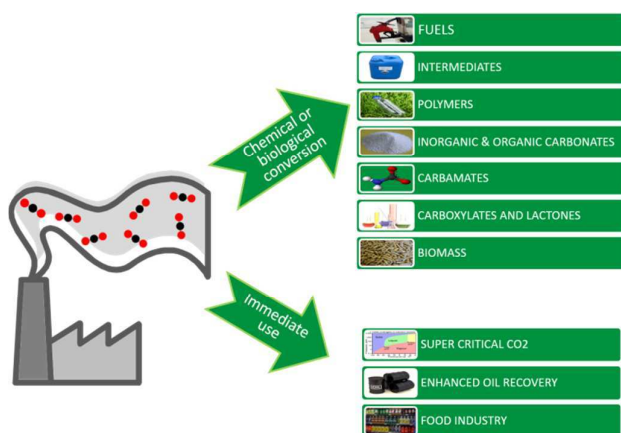 Chemical or
biological
conversion
FUELS
INTERMEDIATES
POLYMERS
INORGANIC & ORGANIC CARBONATES
CARBAMATES
CARBOXYLATES AND LACTONES
BIOMASS
Immediate
use
SUPER CRITICAL CO2
ENHANCED OIL RECOVERY
FOOD INDUSTRY